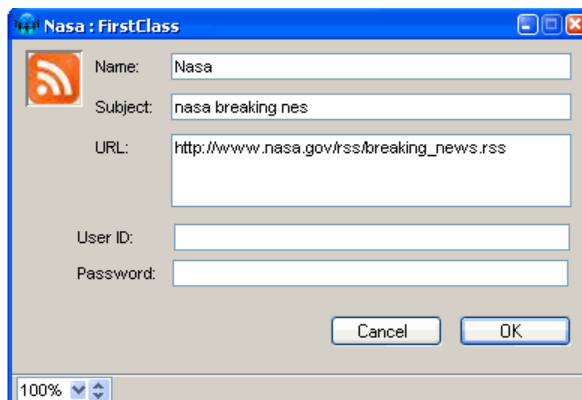 Nasa : FirstClass
Name: Nasa
Subject: nasa breaking nes
URL: http://www.nasa.gov/rss/breaking_news.rss
User ID:
Password:
Cancel OK
100%